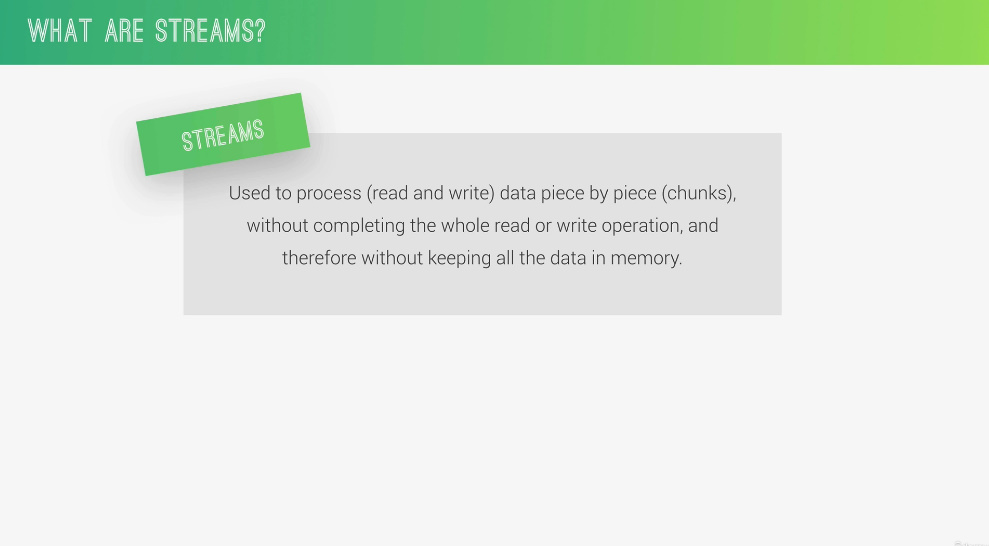 WHAT ARE STREAMS?
STREAMS
Used to process (read and write) data piece by piece (chunks),
without completing the whole read or write operation, and
therefore without keeping all the data in memory.